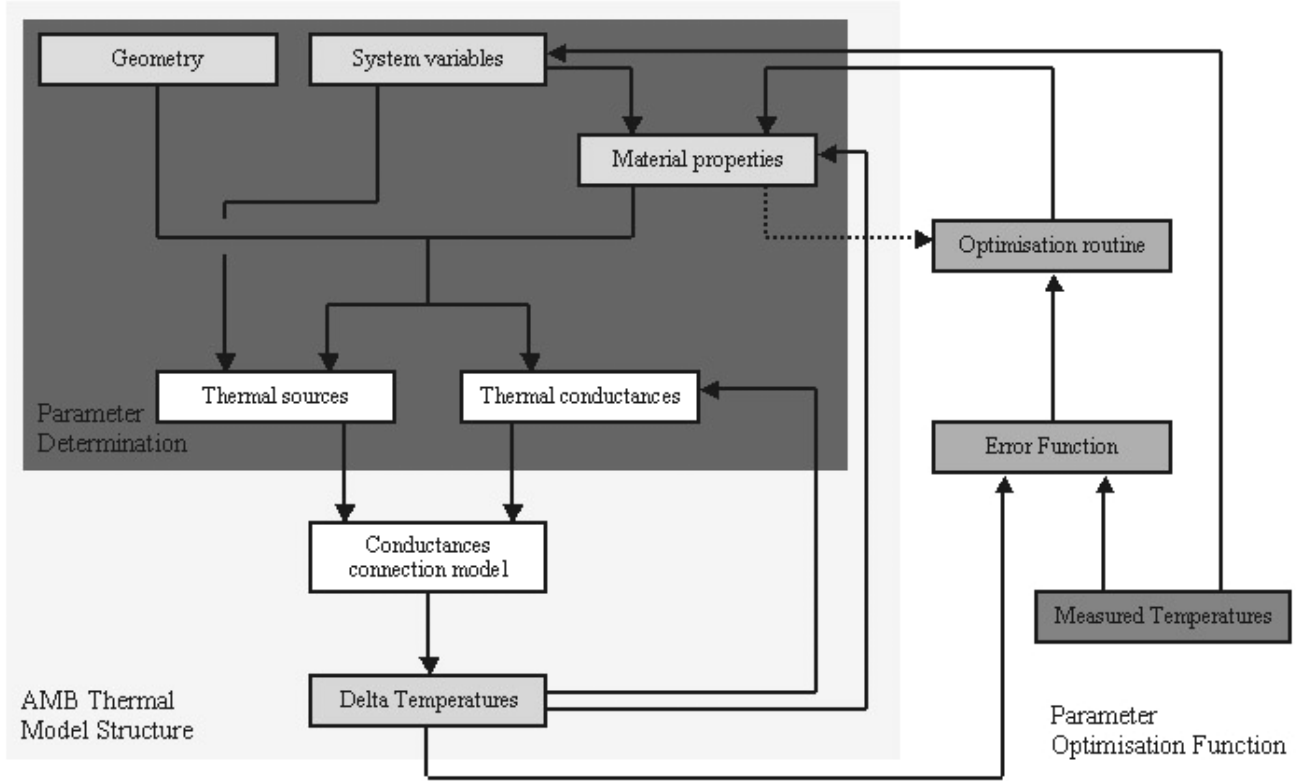 Geometry
System variables
Material properties
Optimisation routine
Thermal sources
Thermal conductances
Parameter
Determination
Error Function
Conductances
connection model
Measured Temperatures
Delta Temperatures
AMB Thermal
Model Structure
Parameter
Optimisation Function